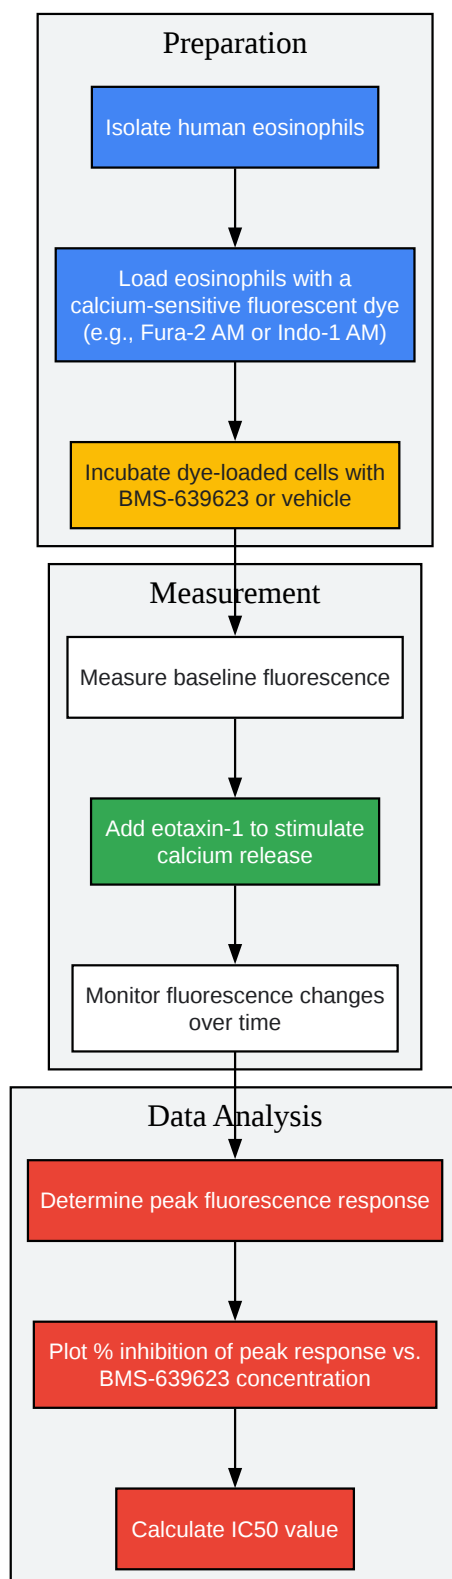 Preparation
Isolate human eosinophils
Load eosinophils with a
calcium-sensitive fluorescent dye
(e.g., Fura-2 AM or Indo-1 AM)
Incubate dye-loaded cells with
BMS-639623 or vehicle
Measurement
Measure baseline fluorescence
Add eotaxin-1 to stimulate
calcium release
Monitor fluorescence changes
over time
Data Analysis
Determine peak fluorescence response
Plot % inhibition of peak response vs.
BMS-639623 concentration
Calculate IC50 value